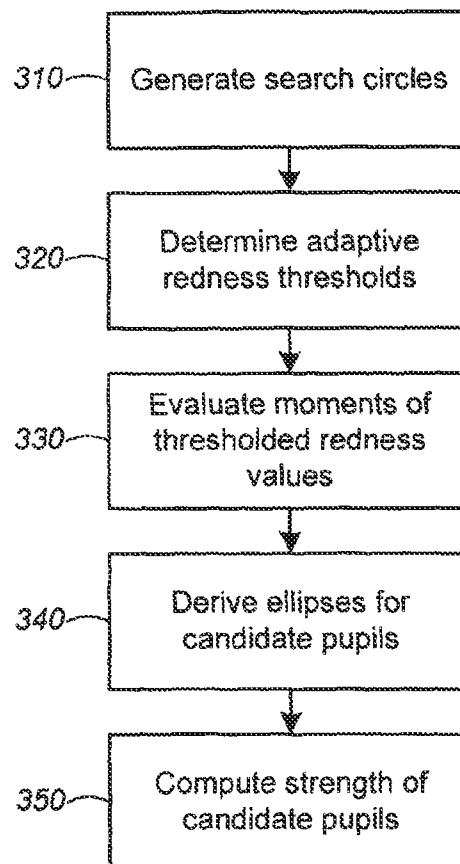 310
Generate search circles
320
Determine adaptive
redness thresholds
330
Evaluate moments of
thresholded redness
values
340
Derive ellipses for
candidate pupils
350
Compute strength of
candidate pupils